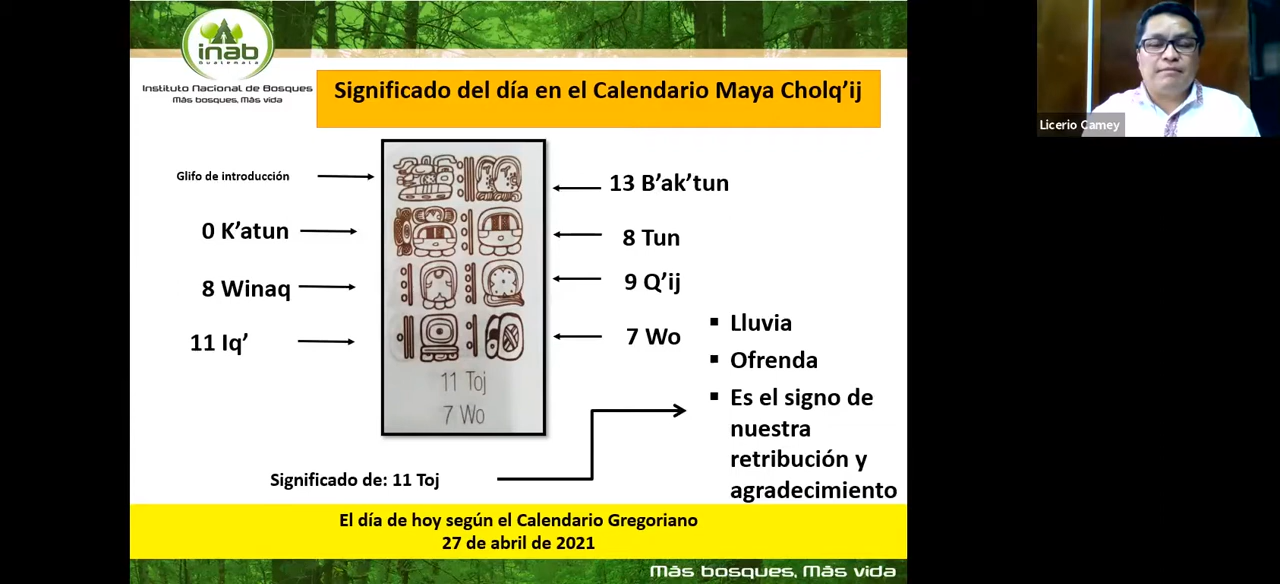 inab
Guatemala
Instituto Nacional de Bosques
Más bosques, Más vida
Significado del día en el Calendario Maya Cholq’ij
Licerio Camey
Glifo de introducción
13 B’ak’tun
0 K’atun
8 Tun
8 Winaq
9 Q’ij
11 Iq’
7 Wo
11 Toj
7 Wo
▪ Lluvia
▪ Ofrenda
▪ Es el signo de
nuestra
retribución y
agradecimiento
Significado de: 11 Toj
El día de hoy según el Calendario Gregoriano
27 de abril de 2021
Más bosques, Más vida